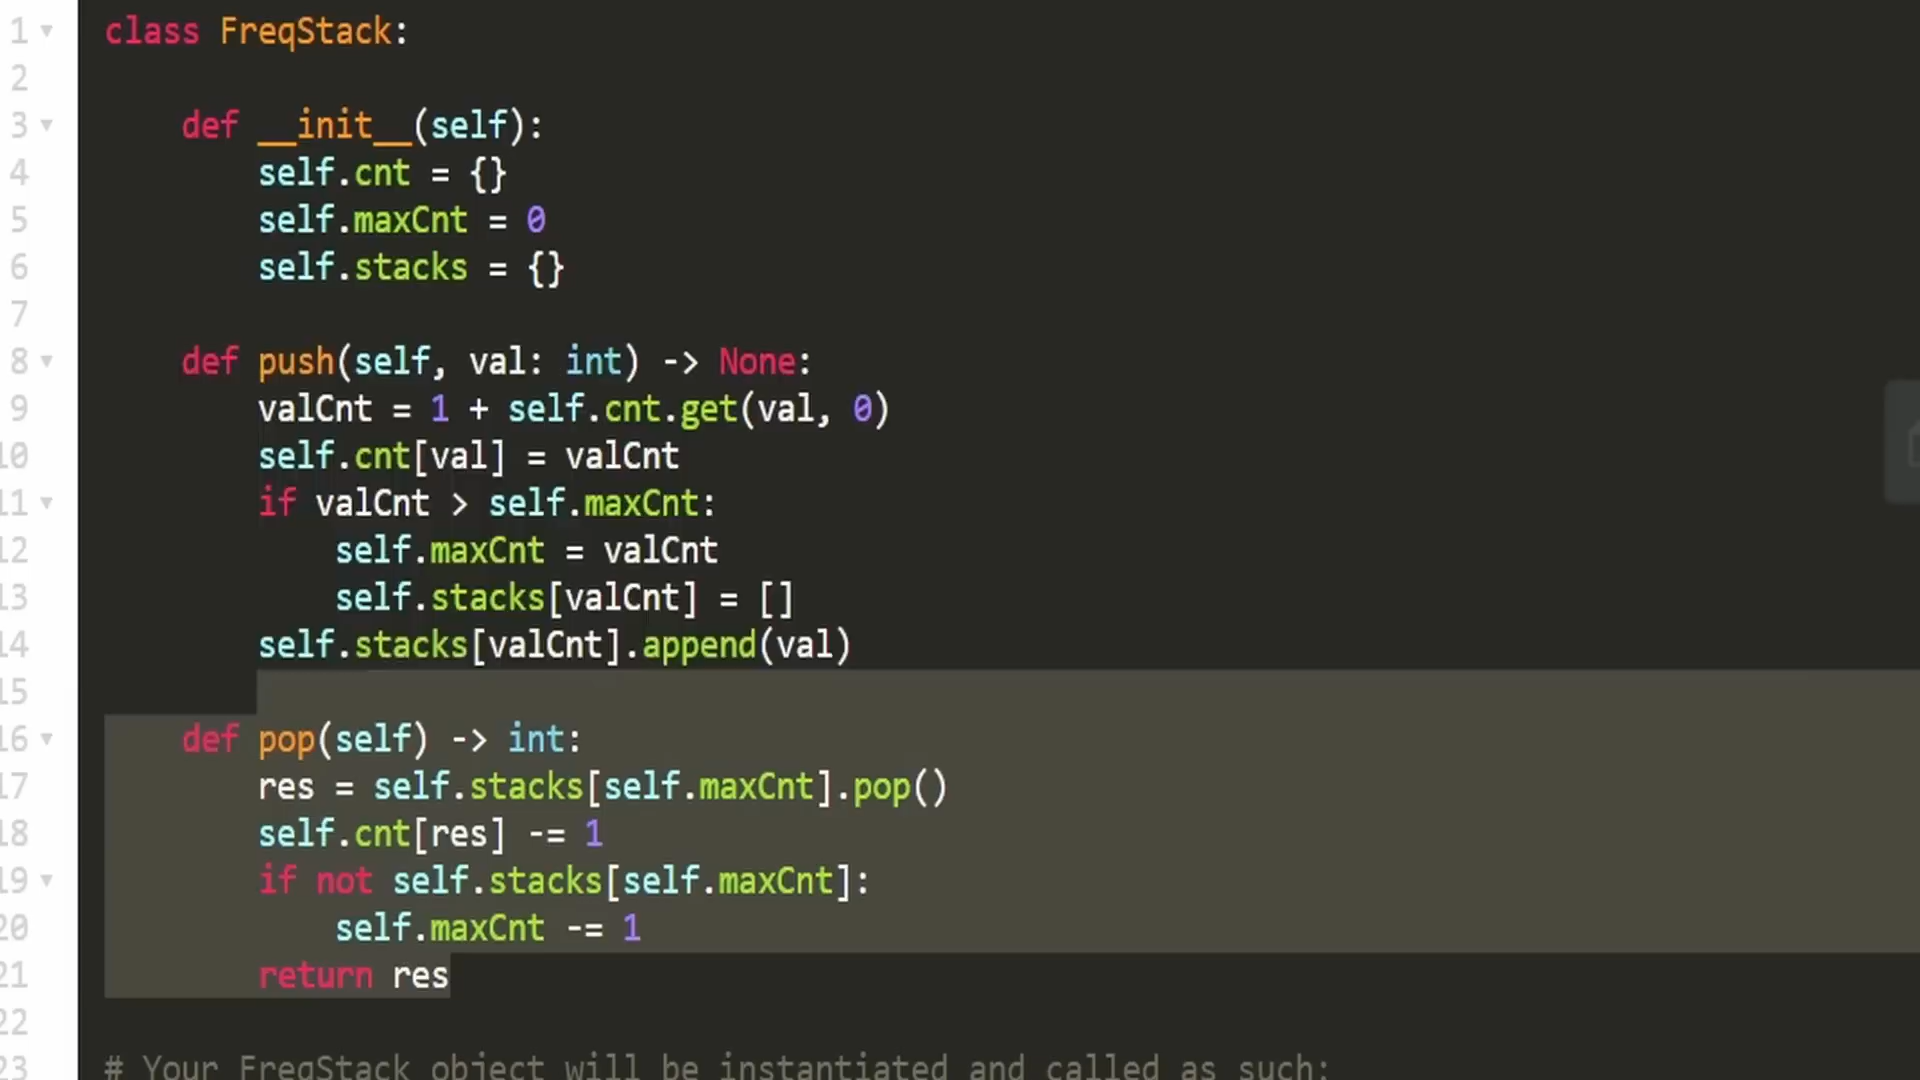 1 class FreqStack:
2
3 def __init__(self):
4 self.cnt = {}
5 self.maxCnt = 0
6 self.stacks = {}
7
8 def push(self, val: int) -> None:
9 valCnt = 1 + self.cnt.get(val, 0)
10 self.cnt[val] = valCnt
11 if valCnt > self.maxCnt:
12 self.maxCnt = valCnt
13 self.stacks[valCnt] = []
14 self.stacks[valCnt].append(val)
15
16 def pop(self) -> int:
17 res = self.stacks[self.maxCnt].pop()
18 self.cnt[res] -= 1
19 if not self.stacks[self.maxCnt]:
20 self.maxCnt -= 1
21 return res
22
23 # Your FreqStack object will be instantiated and called as such: